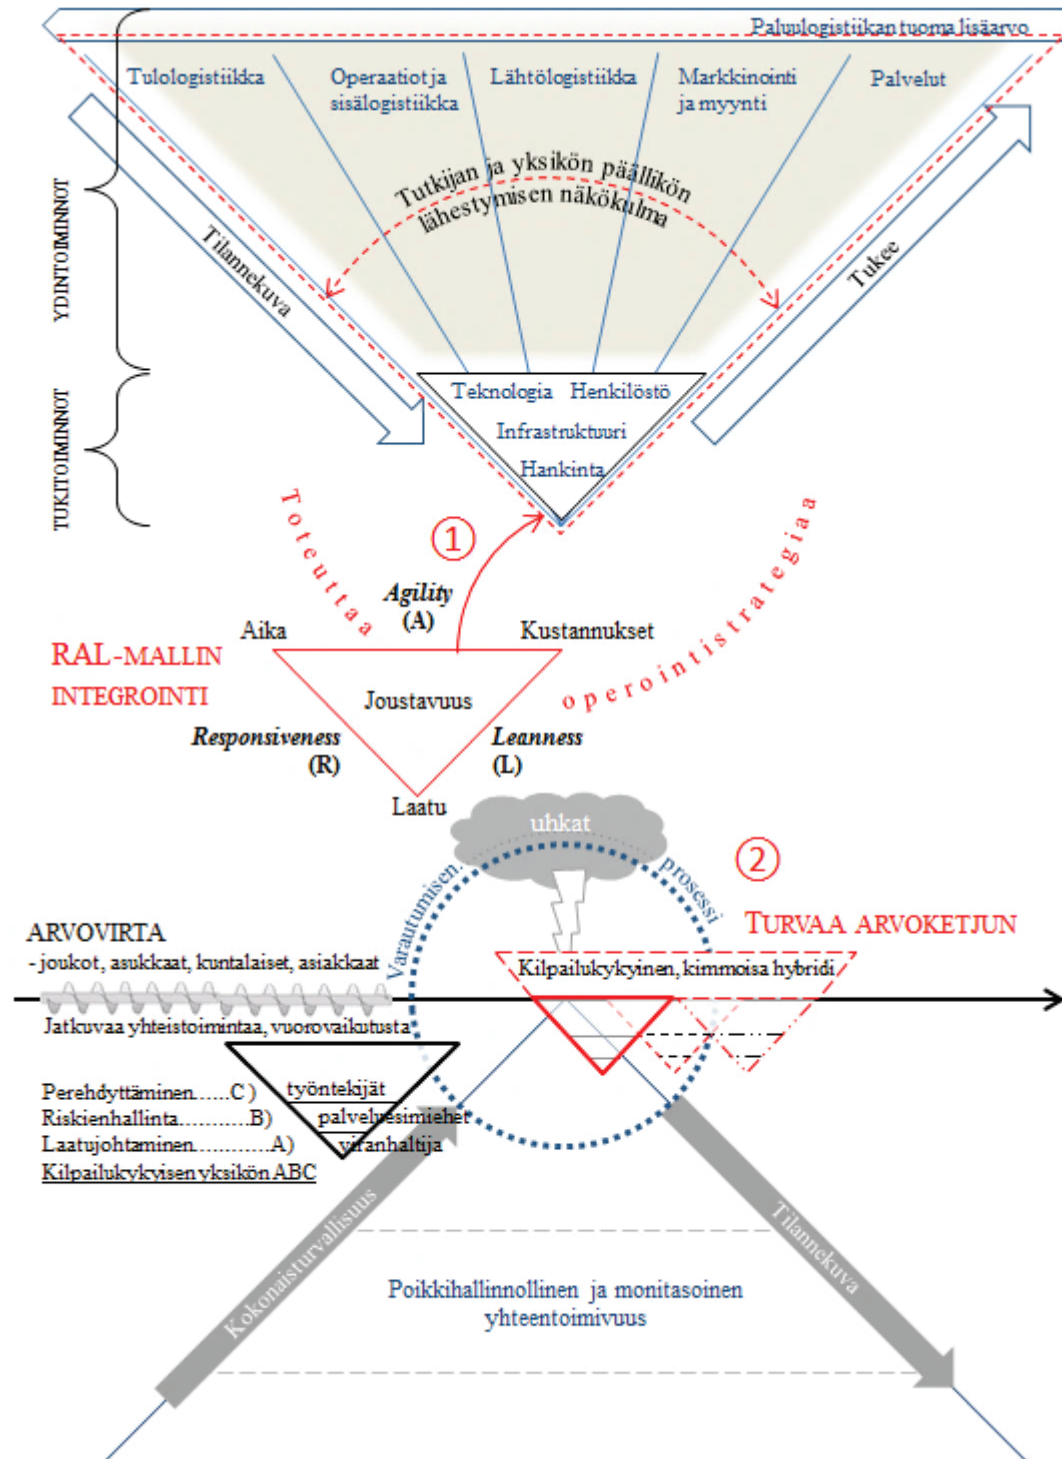 Paluulogistiikan tuoma lisäarvo
Tulologistiikka
Operaatiot ja
sisälogistiikka
Lähtölogistiikka
Markkinointi
ja myynti
Palvelut
Tutkijan ja yksikön päällikön
lähestymisen näkökulma
YDINTOIMINNOT
TUKITOIMINNOT
Tilannekuva
Tukee
Teknologia Henkilöstö
Infrastruktuuri
Hankinta
Toteuttaa
operointistrategiaa
1
Agility
(A)
Aika
Kustannukset
RAL-MALLIN
INTEGROINTI
Joustavuus
Responsiveness
(R)
Leanness
(L)
Laatu
uhkat
Varautumisen
prosessi
2
TURVAA ARVOKETJUN
ARVOVIRTA
- joukot, asukkaat, kuntalaiset, asiakkaat
Kilpailukykyinen, kimmoisa hybridi
Jatkuvaa yhteistoimintaa, vuorovaikutusta
Perehdyttäminen......C )
työntekijät
Riskienhallinta...........B)
palveluesimiehet
Laatujohtaminen............A)
viranhaltija
Kilpailukykyisen yksikön ABC
Kokonaisturvallisuus
Tilannekuva
Poikkihallinnollinen ja monitasoinen
yhteentoimivuus